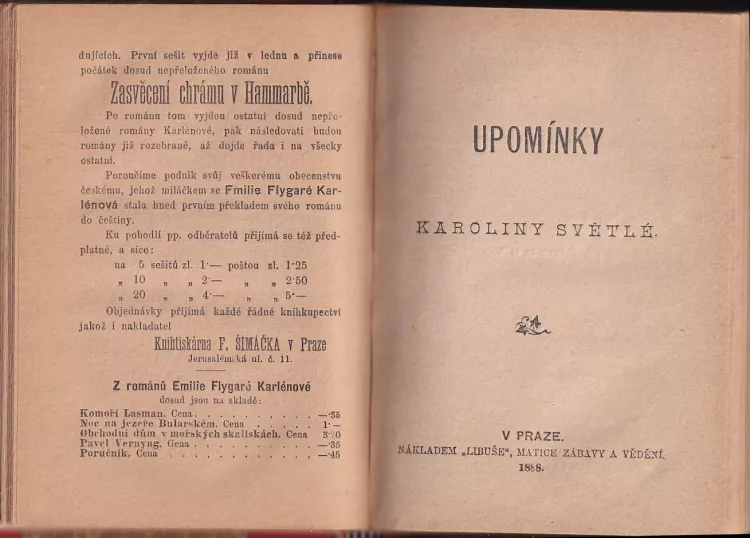 dujících. První sešit vyjde již v lednu a přinese
počátek dosud nepřeloženého románu
Zasvěcení chrámu v Hammarbě.
Po románu tom vyjdou ostatní dosud nepře-
ložené romány Karlénové, pak následovati budou
romány již rozebrané, až dojde řada i na všecky
ostatní.
Poroučíme podnik svůj veškerému obecenstvu
českému, jehož miláčkem se Emilie Flygaré Kar-
lénová stala hned prvním překladem svého románu
do češtiny.
Ku pohodlí pp. odběratelů přijímá se též před-
platné, a sice:
na 5 sešitů zl. 1·— poštou zl. 1·25
„ 10 „ „ 2·— „ „ 2·50
„ 20 „ „ 4·— „ „ 5·—
Objednávky přijímá každé řádné knihkupectví
jakož i nakladatel
Knihtiskárna F. ŠIMÁČKA v Praze
Jerusalémská ul. č. 11.
Z románů Emilie Flygaré Karlénové
dosud jsou na skladě:
Komoří Lasman. Cena . . . . . . . . . —·35
Noc na jezeře Bularském. Cena . . . . . 1·—
Obchodní dům v mořských skaliskách. Cena 3·20
Pavel Vernyng. Cena . . . . . . . . . —·35
Poručník. Cena . . . . . . . . . . . —·45
UPOMÍNKY
KAROLINY SVĚTLÉ.
V PRAZE.
NÁKLADEM „LIBUŠE“, MATICE ZÁBAVY A VĚDĚNÍ.
1888.